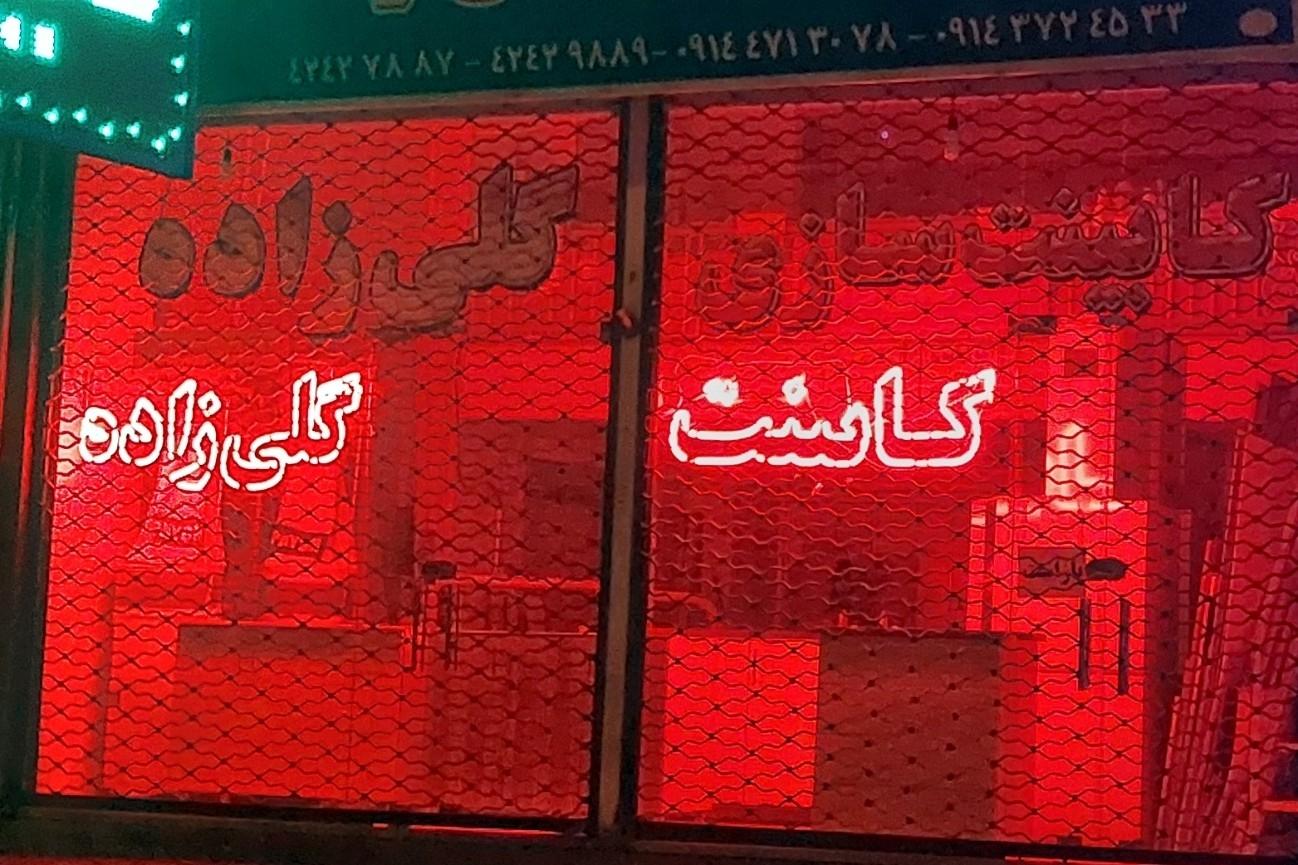 ۰۹۱۴ ۳۷۲ ۴۵ ۳۳ - ۰۹۱۴ ۴۷۱ ۳۰ ۷۸ - ۴۲۴۲ ۹۸۸۹ - ۴۲۴۲ ۷۸ ۸۷
کابینت سازی گلی زاده
کابینت گلی زاده